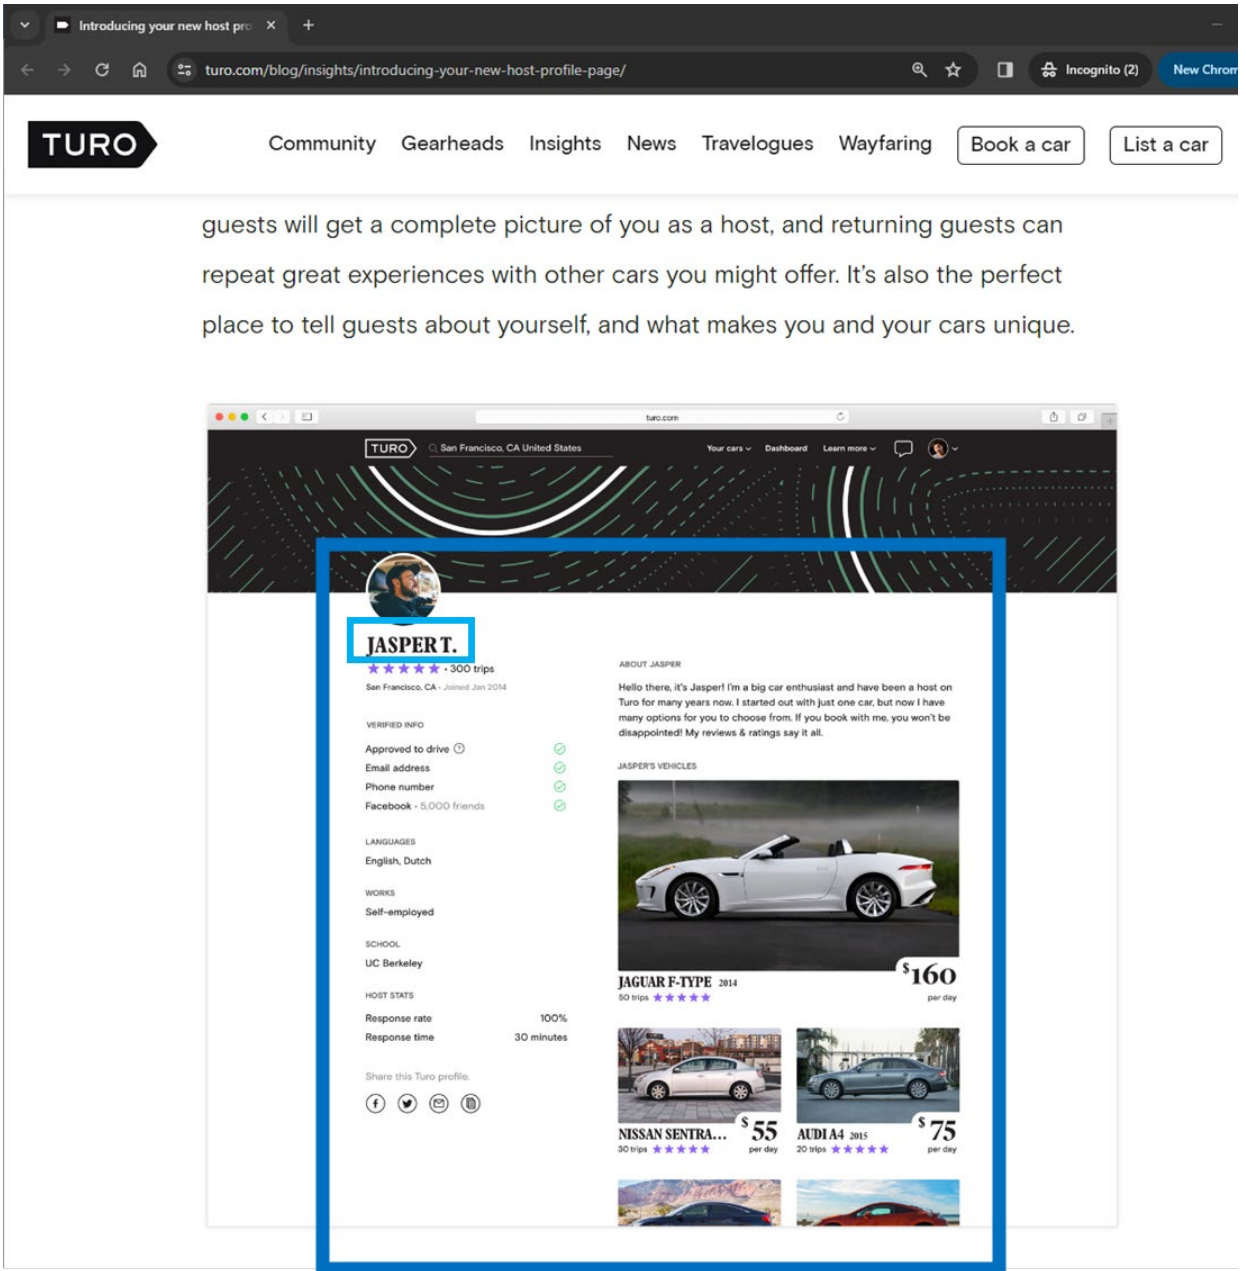 Introducing your new host pro
turo.com/blog/insights/introducing-your-new-host-profile-page/
Incognito (2)
New Chrom
TURO
Community Gearheads Insights News Travelogues Wayfaring Book a car List a car
guests will get a complete picture of you as a host, and returning guests can
repeat great experiences with other cars you might offer. It’s also the perfect
place to tell guests about yourself, and what makes you and your cars unique.
turo.com
TURO San Francisco, CA United States Your cars Dashboard Learn more
JASPER T.
• 300 trips
San Francisco, CA • Joined Jan 2014
VERIFIED INFO
Approved to drive ?
Email address
Phone number
Facebook • 5,000 friends
LANGUAGES
English, Dutch
WORKS
Self-employed
SCHOOL
UC Berkeley
HOST STATS
Response rate 100%
Response time 30 minutes
Share this Turo profile.
ABOUT JASPER
Hello there, it's Jasper! I'm a big car enthusiast and have been a host on
Turo for many years now. I started out with just one car, but now I have
many options for you to choose from. If you book with me, you won't be
disappointed! My reviews & ratings say it all.
JASPER'S VEHICLES
$160
JAGUAR F-TYPE 2014
50 trips per day
NISSAN SENTRA... $55
30 trips per day
AUDI A4 2015 $75
20 trips per day